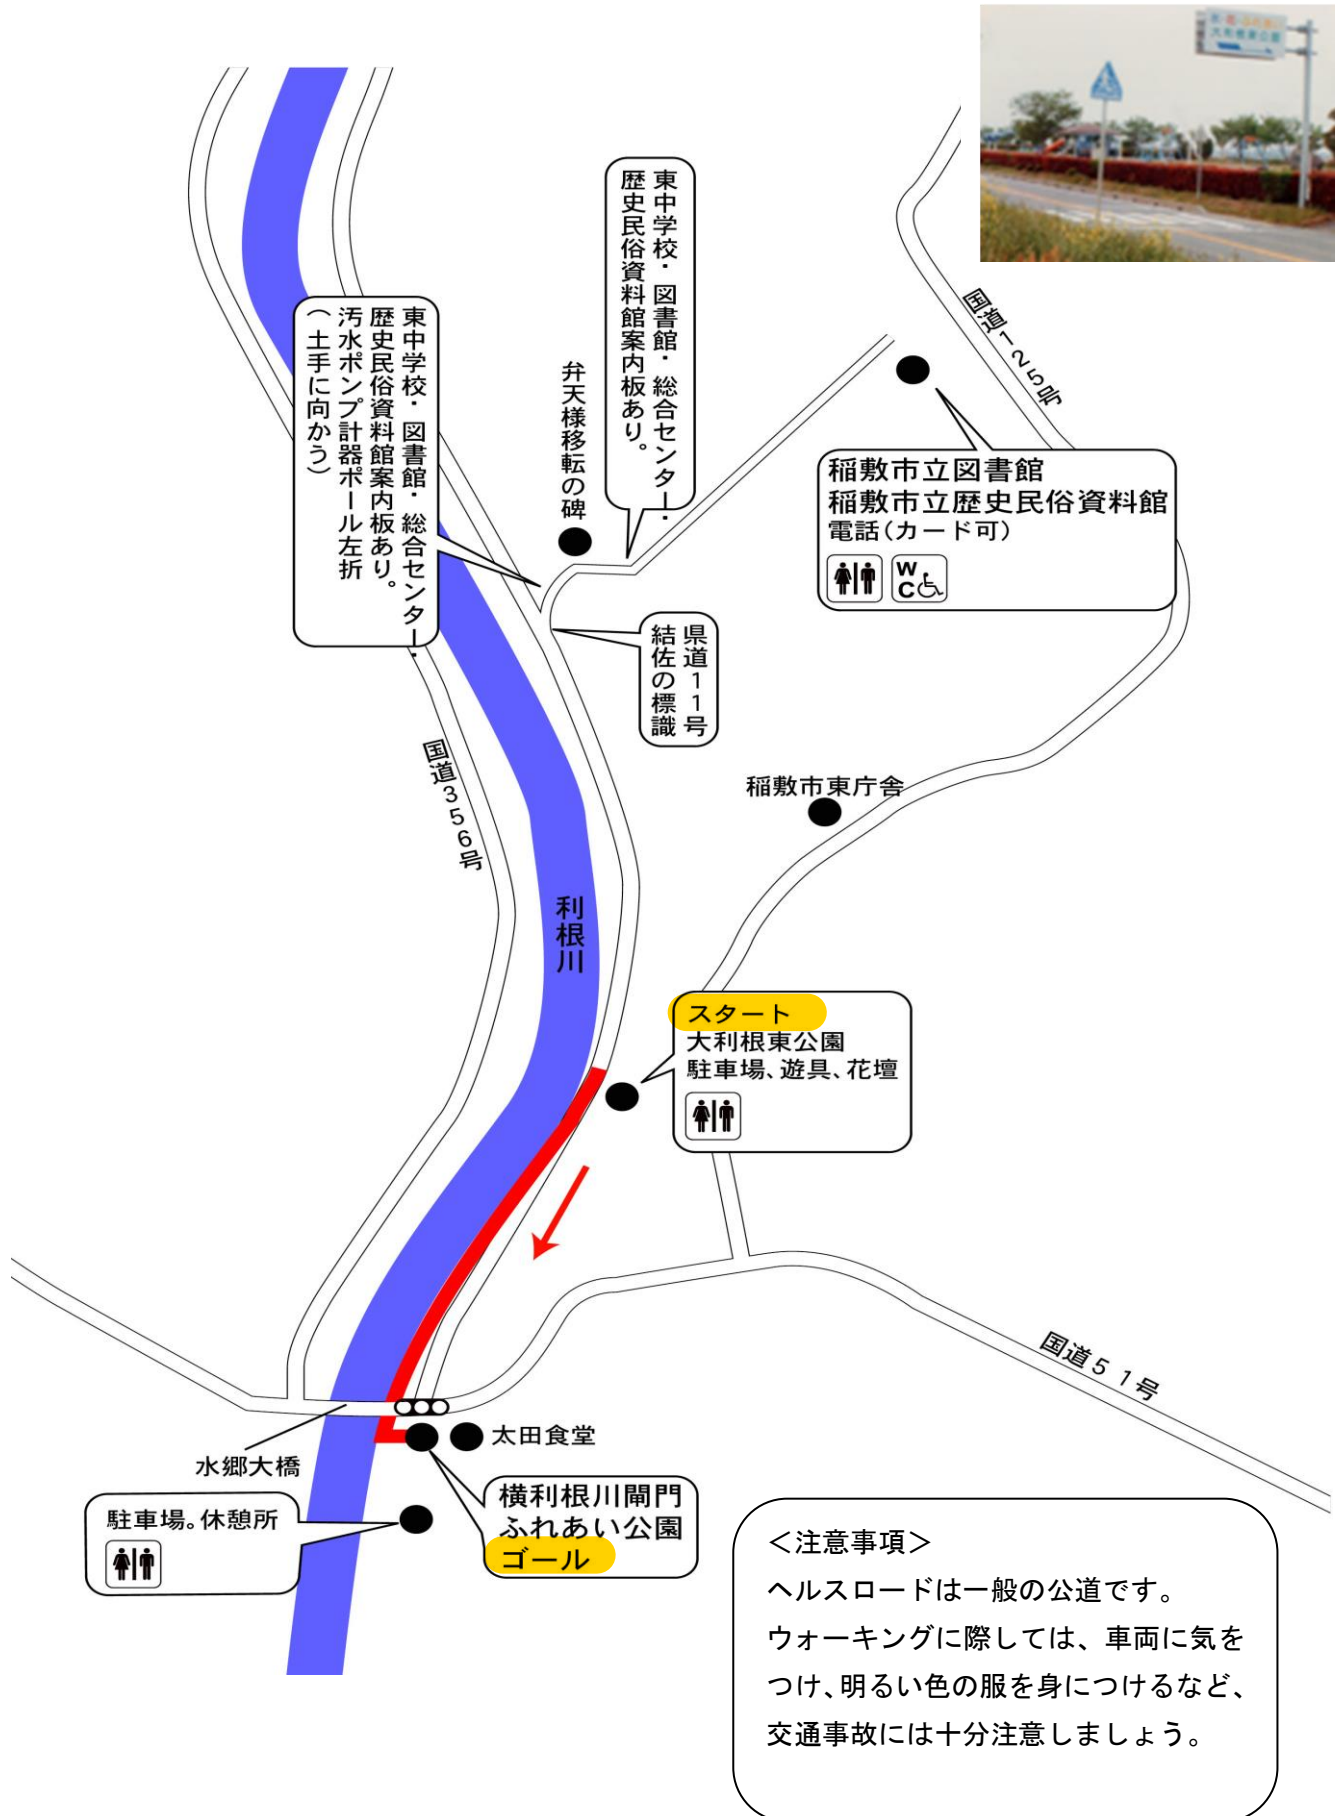 大利根東公園
東中学校・図書館・総合センター・
歴史民俗資料館案内板あり。
国道125号
東中学校・図書館・総合センター・
歴史民俗資料館案内板あり。
汚水ポンプ計器ポール左折
(土手に向かう)
弁天様移転の碑
稲敷市立図書館
稲敷市立歴史民俗資料館
電話(カード可)
WC
県道11号
結佐の標識
国道356号
稲敷市東庁舎
利根川
スタート
大利根東公園
駐車場、遊具、花壇
国道51号
太田食堂
水郷大橋
横利根川閘門
ふれあい公園
ゴール
駐車場。休憩所
<注意事項>
ヘルスロードは一般の公道です。
ウォーキングに際しては、車両に気を
つけ、明るい色の服を身につけるなど、
交通事故には十分注意しましょう。